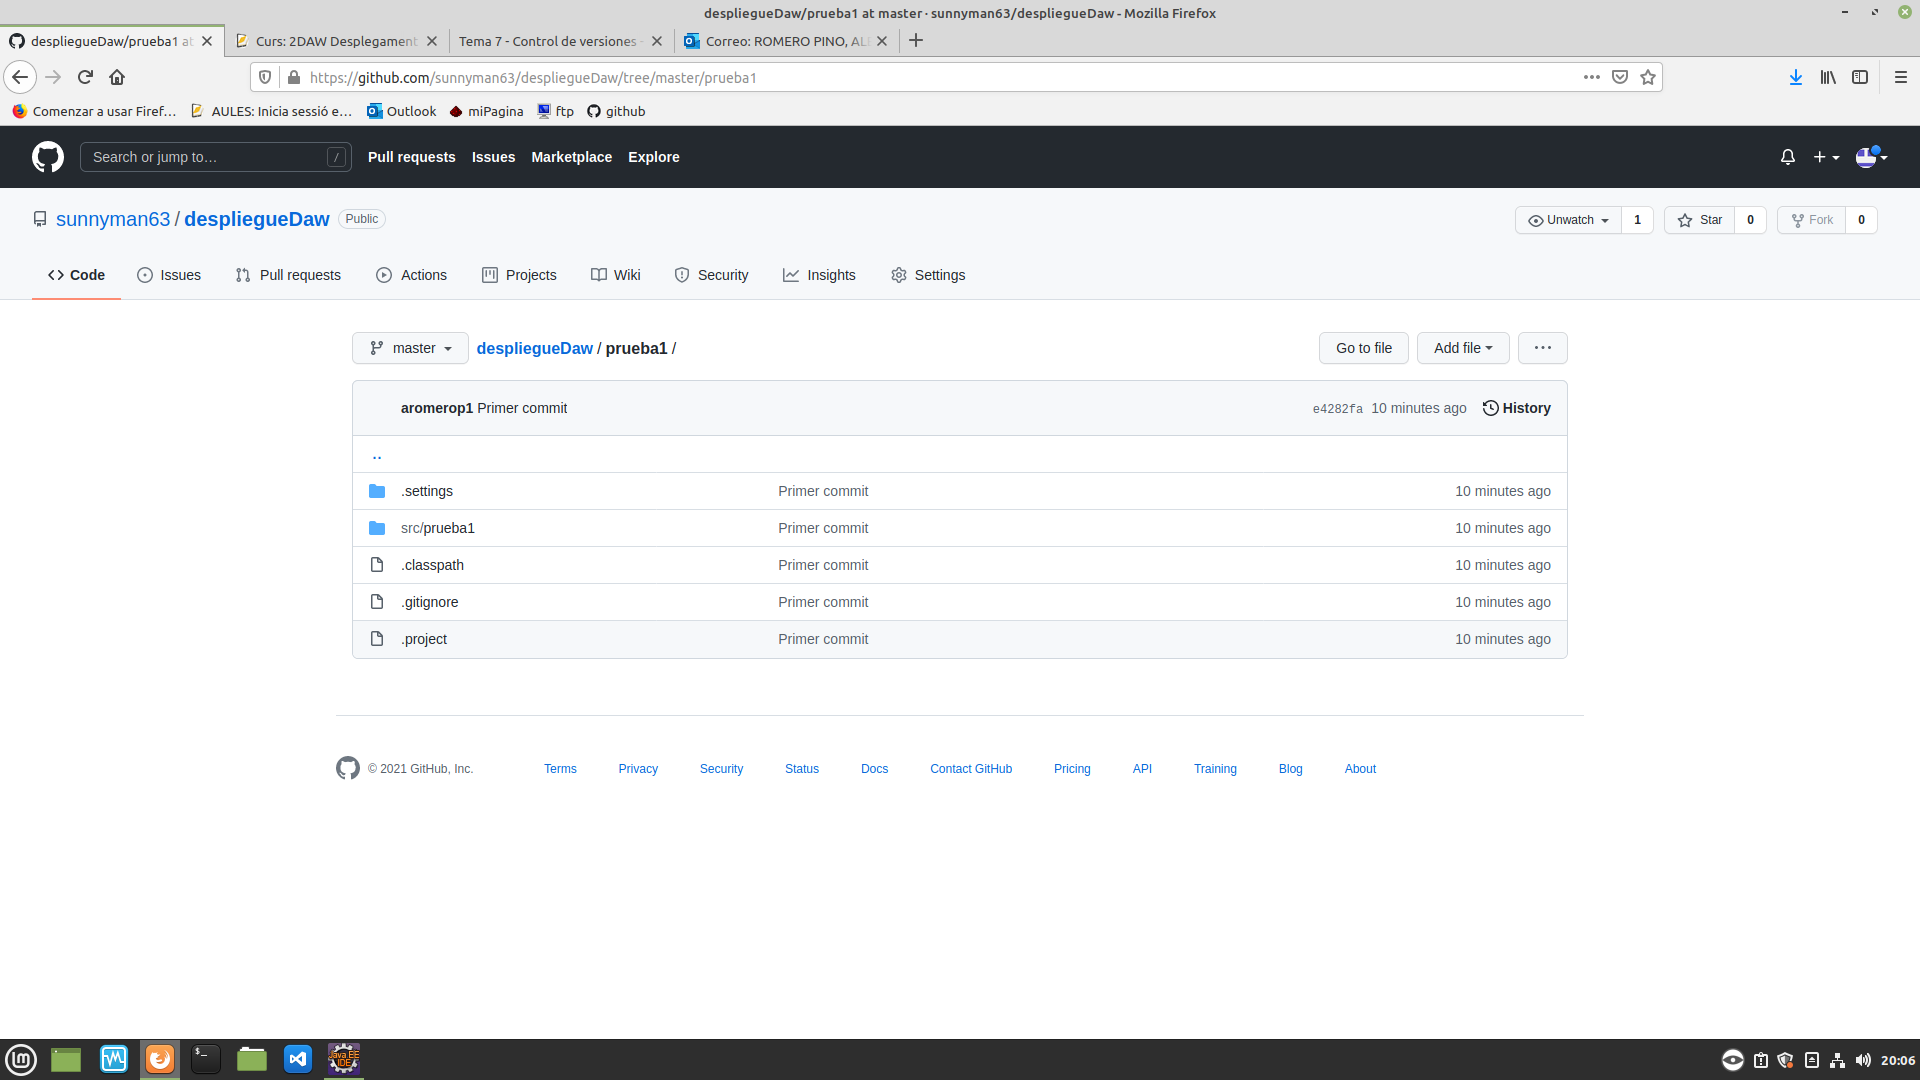 despliegueDaw/prueba1 at master · sunnyman63/despliegueDaw - Mozilla Firefox
despliegueDaw/prueba1 at
Curs: 2DAW Desplegament
Tema 7 - Control de versiones -
Correo: ROMERO PINO, AL
https://github.com/sunnyman63/despliegueDaw/tree/master/prueba1
Comenzar a usar Firef…
AULES: Inicia sessió e…
Outlook
miPagina
ftp
github
Search or jump to…
/
Pull requests
Issues
Marketplace
Explore
sunnyman63 / despliegueDaw
Public
Unwatch
1
Star
0
Fork
0
Code
Issues
Pull requests
Actions
Projects
Wiki
Security
Insights
Settings
master
despliegueDaw / prueba1 /
Go to file
Add file
aromerop1 Primer commit
e4282fa 10 minutes ago
History
..
.settings
Primer commit
10 minutes ago
src/prueba1
Primer commit
10 minutes ago
.classpath
Primer commit
10 minutes ago
.gitignore
Primer commit
10 minutes ago
.project
Primer commit
10 minutes ago
© 2021 GitHub, Inc.
Terms
Privacy
Security
Status
Docs
Contact GitHub
Pricing
API
Training
Blog
About
$_
Java EE
IDE
20:06